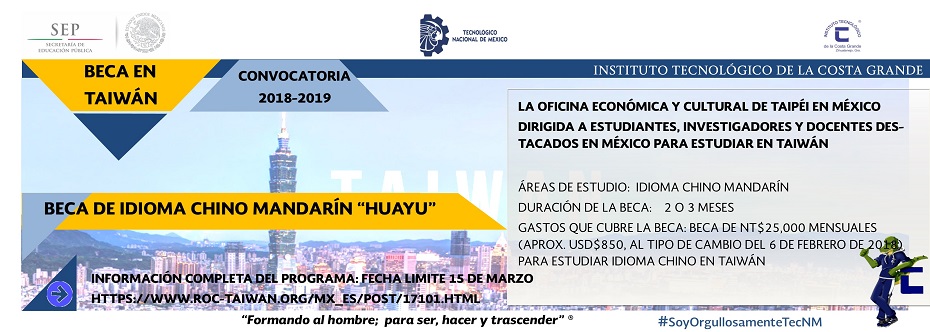 SEP
SECRETARÍA DE
EDUCACIÓN PÚBLICA
TECNOLÓGICO
NACIONAL DE MÉXICO
INSTITUTO TECNOLÓGICO
de la Costa Grande
INSTITUTO TECNOLÓGICO DE LA COSTA GRANDE
BECA EN
TAIWÁN
CONVOCATORIA
2018-2019
LA OFICINA ECONÓMICA Y CULTURAL DE TAIPÉI EN MÉXICO
DIRIGIDA A ESTUDIANTES, INVESTIGADORES Y DOCENTES DES-
TACADOS EN MÉXICO PARA ESTUDIAR EN TAIWÁN
TAIWAN
ÁREAS DE ESTUDIO: IDIOMA CHINO MANDARÍN
DURACIÓN DE LA BECA: 2 O 3 MESES
GASTOS QUE CUBRE LA BECA: BECA DE NT$25,000 MENSUALES
(APROX. USD$850, AL TIPO DE CAMBIO DEL 6 DE FEBRERO DE 2018)
PARA ESTUDIAR IDIOMA CHINO EN TAIWÁN
BECA DE IDIOMA CHINO MANDARÍN “HUAYU”
INFORMACIÓN COMPLETA DEL PROGRAMA: FECHA LIMITE 15 DE MARZO
HTTPS://WWW.ROC-TAIWAN.ORG/MX_ES/POST/17101.HTML
“Formando al hombre; para ser, hacer y trascender” ®
#SoyOrgullosamenteTecNM